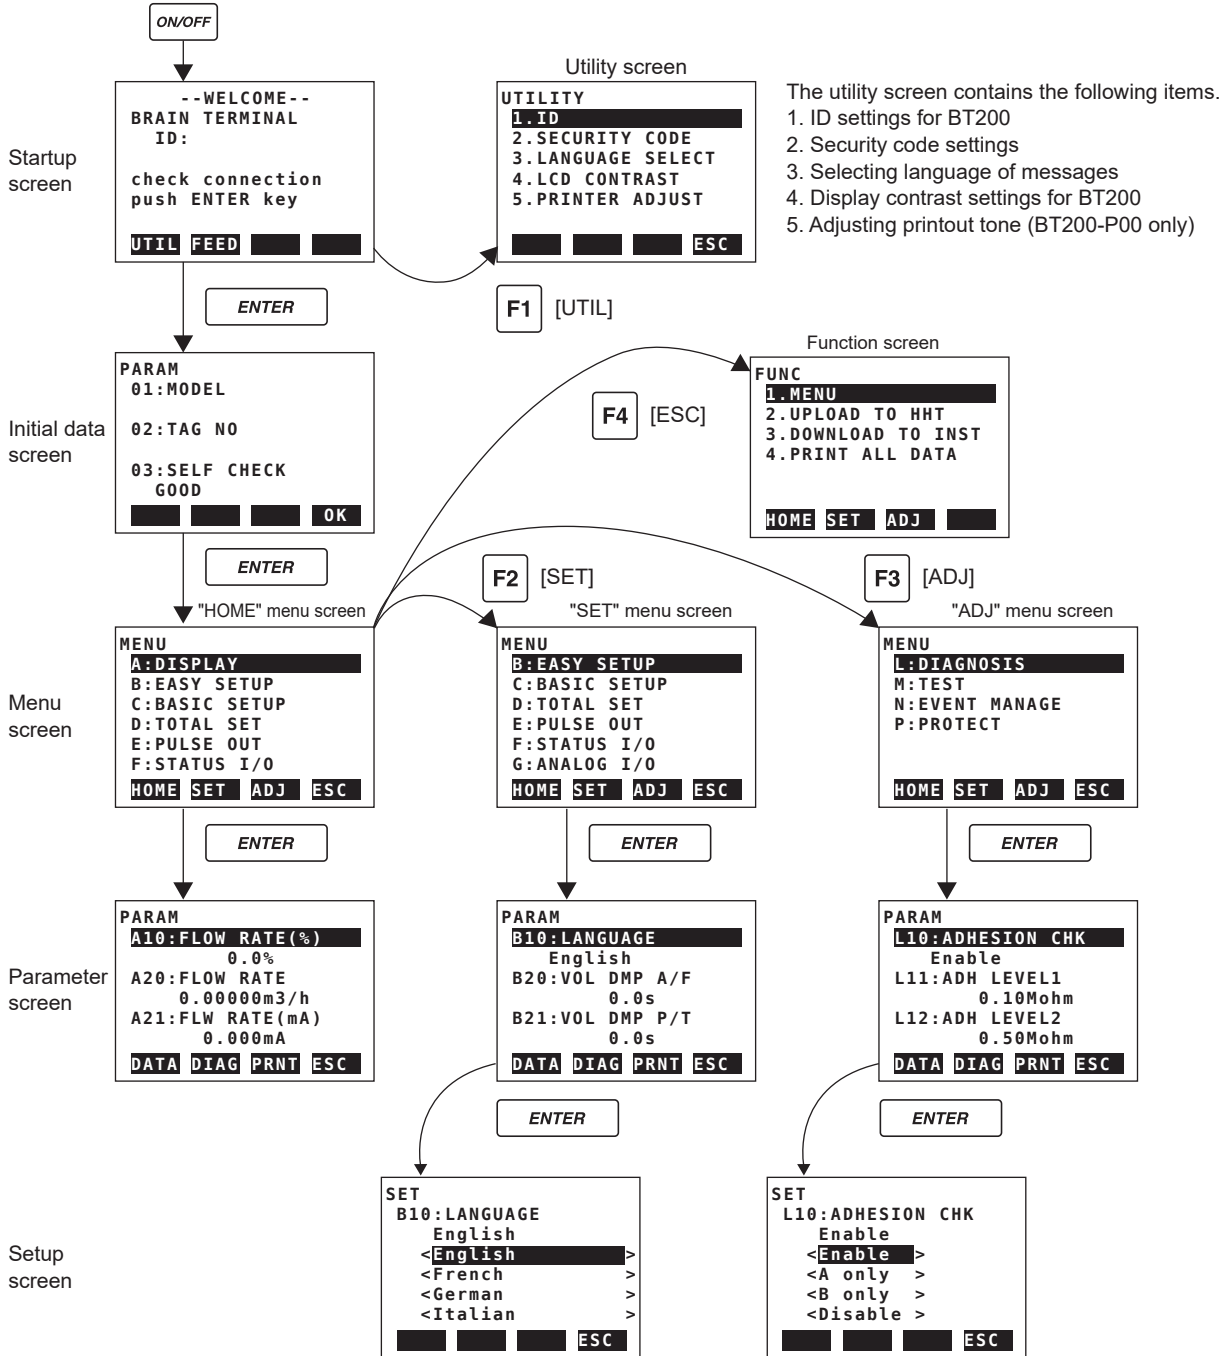 ON/OFF
Startup
screen
--WELCOME--
BRAIN TERMINAL
ID:
check connection
push ENTER key
UTIL FEED
Utility screen
UTILITY
1.ID
2.SECURITY CODE
3.LANGUAGE SELECT
4.LCD CONTRAST
5.PRINTER ADJUST
ESC
The utility screen contains the following items.
1. ID settings for BT200
2. Security code settings
3. Selecting language of messages
4. Display contrast settings for BT200
5. Adjusting printout tone (BT200-P00 only)
ENTER
F1 [UTIL]
Initial data
screen
PARAM
01:MODEL
02:TAG NO
03:SELF CHECK
GOOD
OK
F4 [ESC]
Function screen
FUNC
1.MENU
2.UPLOAD TO HHT
3.DOWNLOAD TO INST
4.PRINT ALL DATA
HOME SET ADJ
ENTER
F2 [SET]
F3 [ADJ]
Menu
screen
"HOME" menu screen
MENU
A:DISPLAY
B:EASY SETUP
C:BASIC SETUP
D:TOTAL SET
E:PULSE OUT
F:STATUS I/O
HOME SET ADJ ESC
"SET" menu screen
MENU
B:EASY SETUP
C:BASIC SETUP
D:TOTAL SET
E:PULSE OUT
F:STATUS I/O
G:ANALOG I/O
HOME SET ADJ ESC
"ADJ" menu screen
MENU
L:DIAGNOSIS
M:TEST
N:EVENT MANAGE
P:PROTECT
HOME SET ADJ ESC
ENTER
ENTER
ENTER
Parameter
screen
PARAM
A10:FLOW RATE(%)
0.0%
A20:FLOW RATE
0.00000m3/h
A21:FLW RATE(mA)
0.000mA
DATA DIAG PRNT ESC
PARAM
B10:LANGUAGE
English
B20:VOL DMP A/F
0.0s
B21:VOL DMP P/T
0.0s
DATA DIAG PRNT ESC
PARAM
L10:ADHESION CHK
Enable
L11:ADH LEVEL1
0.10Mohm
L12:ADH LEVEL2
0.50Mohm
DATA DIAG PRNT ESC
ENTER
ENTER
Setup
screen
SET
B10:LANGUAGE
English
<English >
<French >
<German >
<Italian >
ESC
SET
L10:ADHESION CHK
Enable
<Enable >
<A only >
<B only >
<Disable >
ESC